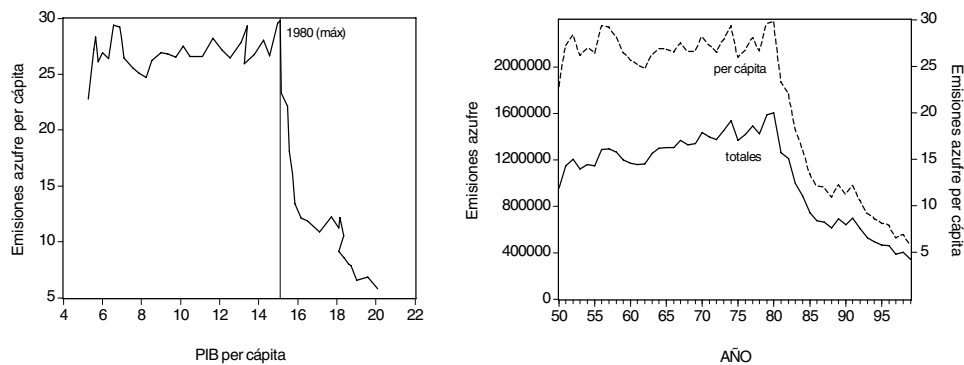 Emisiones azufre per cápita
30
25
20
15
10
5
1980 (máx)
4 6 8 10 12 14 16 18 20 22
PIB per cápita
Emisiones azufre
2000000
1600000
1200000
800000
400000
0
per cápita
totales
30
25
20
15
10
5
Emisiones azufre per cápita
50 55 60 65 70 75 80 85 90 95
AÑO